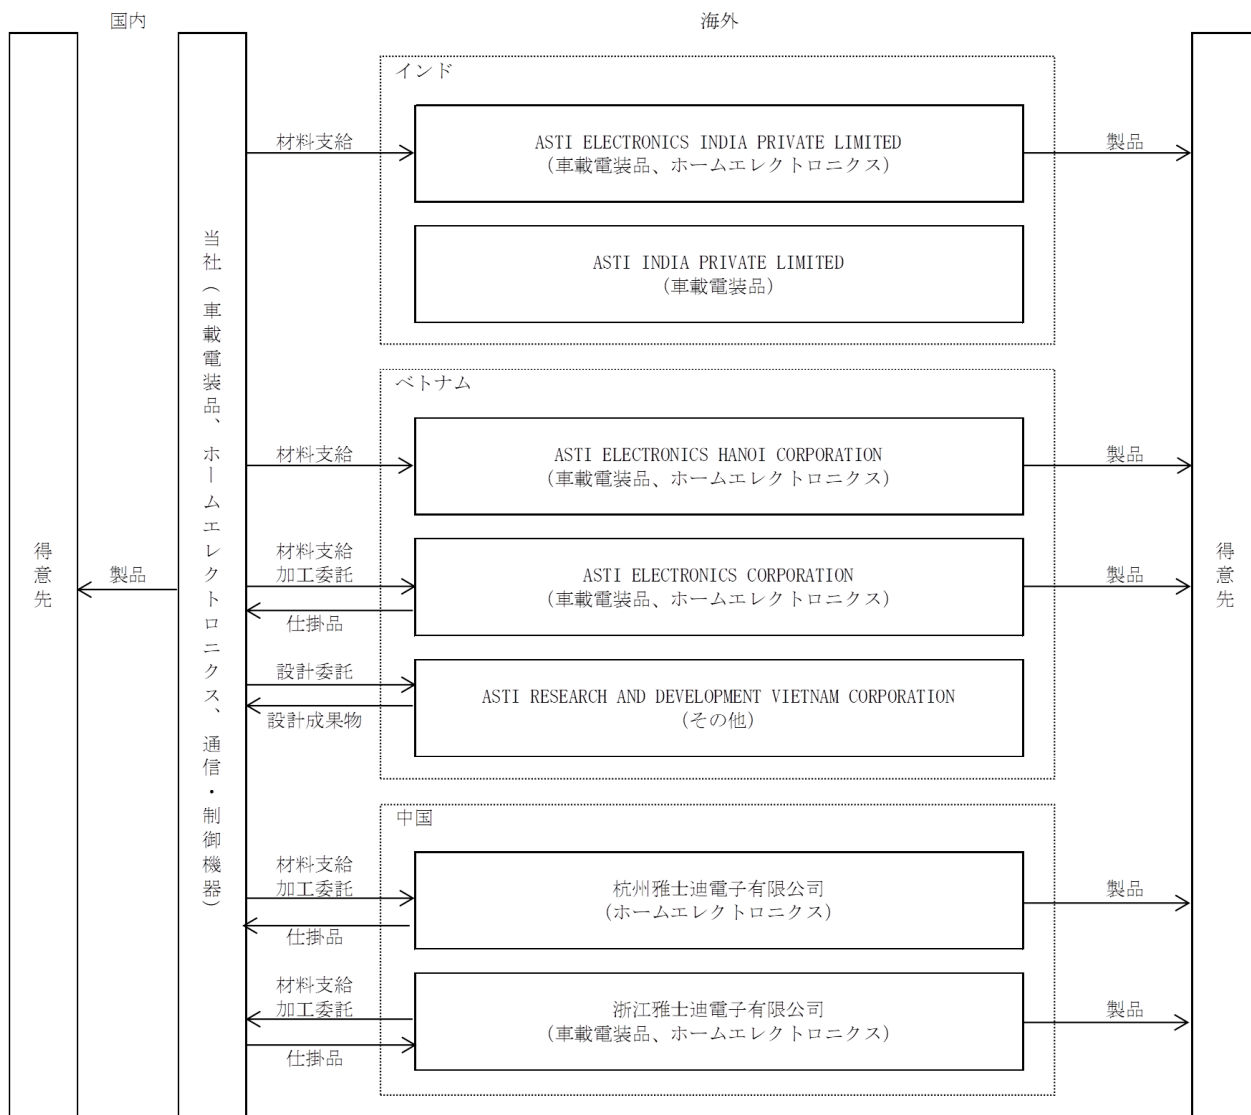 国内
海外
得意先
製品
当社(車載電装品、ホームエレクトロニクス、通信・制御機器)
インド
材料支給
ASTI ELECTRONICS INDIA PRIVATE LIMITED
(車載電装品、ホームエレクトロニクス)
製品
ASTI INDIA PRIVATE LIMITED
(車載電装品)
ベトナム
材料支給
ASTI ELECTRONICS HANOI CORPORATION
(車載電装品、ホームエレクトロニクス)
製品
材料支給
加工委託
仕掛品
ASTI ELECTRONICS CORPORATION
(車載電装品、ホームエレクトロニクス)
製品
設計委託
設計成果物
ASTI RESEARCH AND DEVELOPMENT VIETNAM CORPORATION
(その他)
中国
材料支給
加工委託
仕掛品
杭州雅士迪電子有限公司
(ホームエレクトロニクス)
製品
材料支給
加工委託
仕掛品
浙江雅士迪電子有限公司
(車載電装品、ホームエレクトロニクス)
製品
得意先